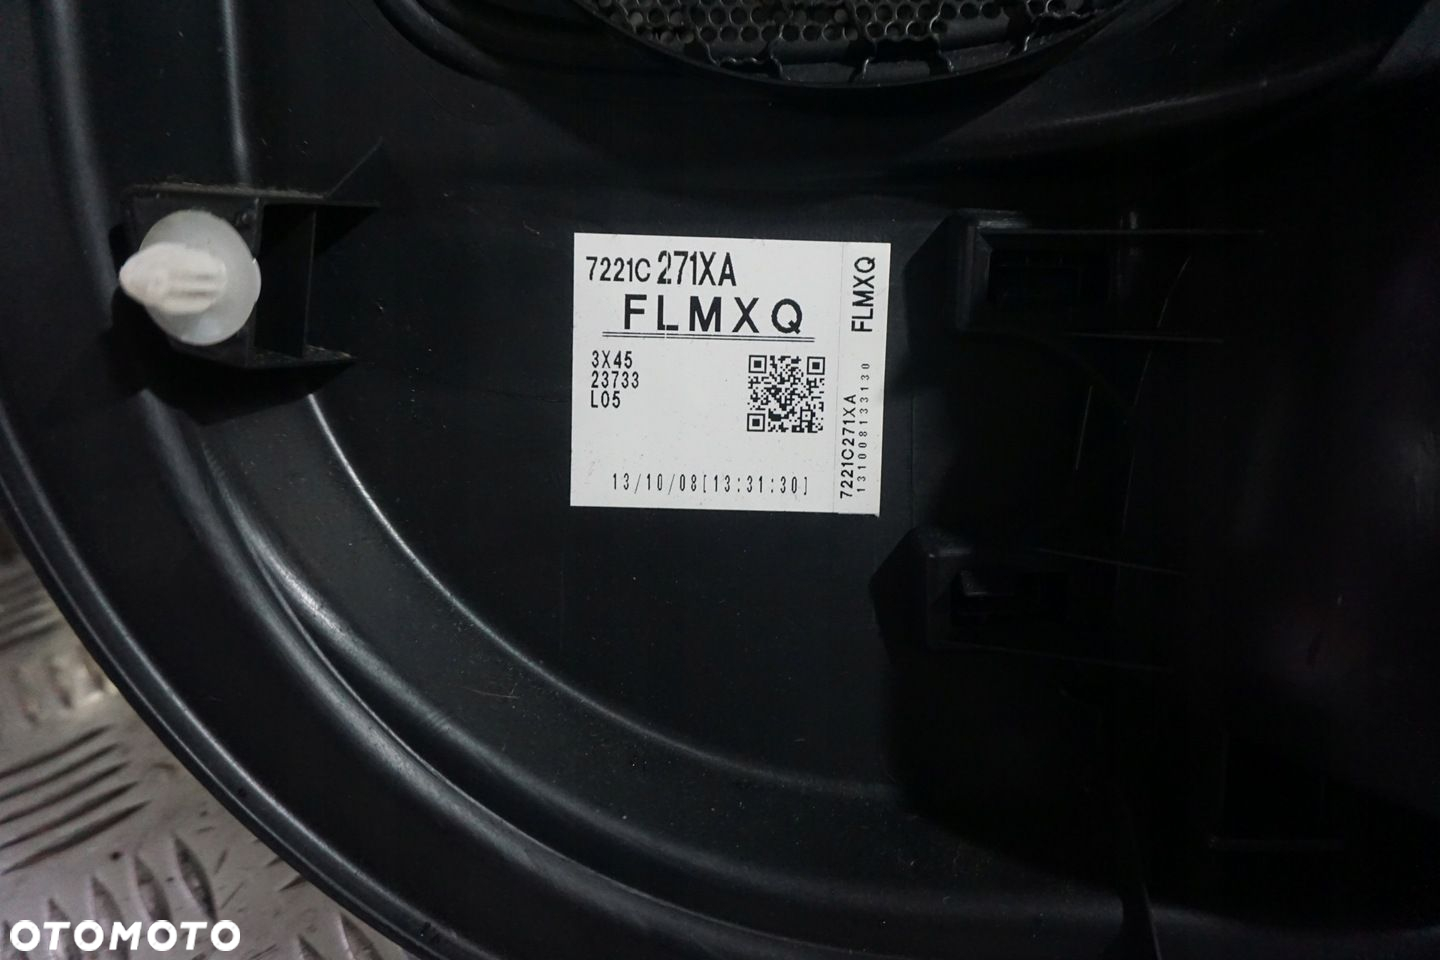 7221C 271XA
FLMXQ
3X45
23733
L05
13/10/08[13:31:30]
FLMXQ
7221C271XA
131008133130
OTOMOTO